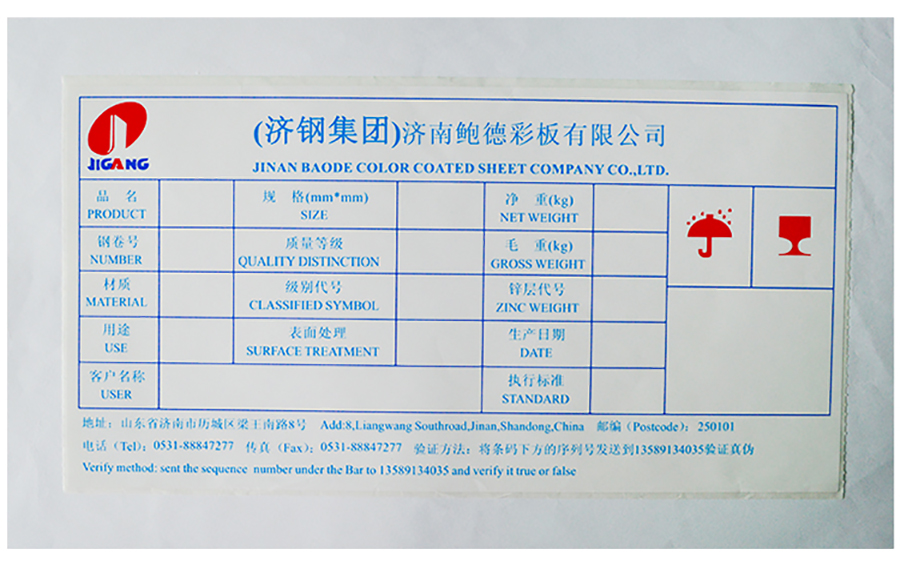 JIGANG
(济钢集团)济南鲍德彩板有限公司
JINAN BAODE COLOR COATED SHEET COMPANY CO.,LTD.
品 名 规 格(mm*mm) 净 重(kg)
PRODUCT SIZE NET WEIGHT
钢卷号 质量等级 毛 重(kg)
NUMBER QUALITY DISTINCTION GROSS WEIGHT
材质 级别代号 锌层代号
MATERIAL CLASSIFIED SYMBOL ZINC WEIGHT
用途 表面处理 生产日期
USE SURFACE TREATMENT DATE
客户名称 执行标准
USER STANDARD
地址：山东省济南市历城区梁王南路8号 Add:8,Liangwang Southroad,Jinan,Shandong,China 邮编（Postcode）：250101
电话（Tel）：0531-88847277 传真（Fax）：0531-88847277 验证方法：将条码下方的序列号发送到13589134035验证真伪
Verify method: sent the sequence number under the Bar to 13589134035 and verify it true or false